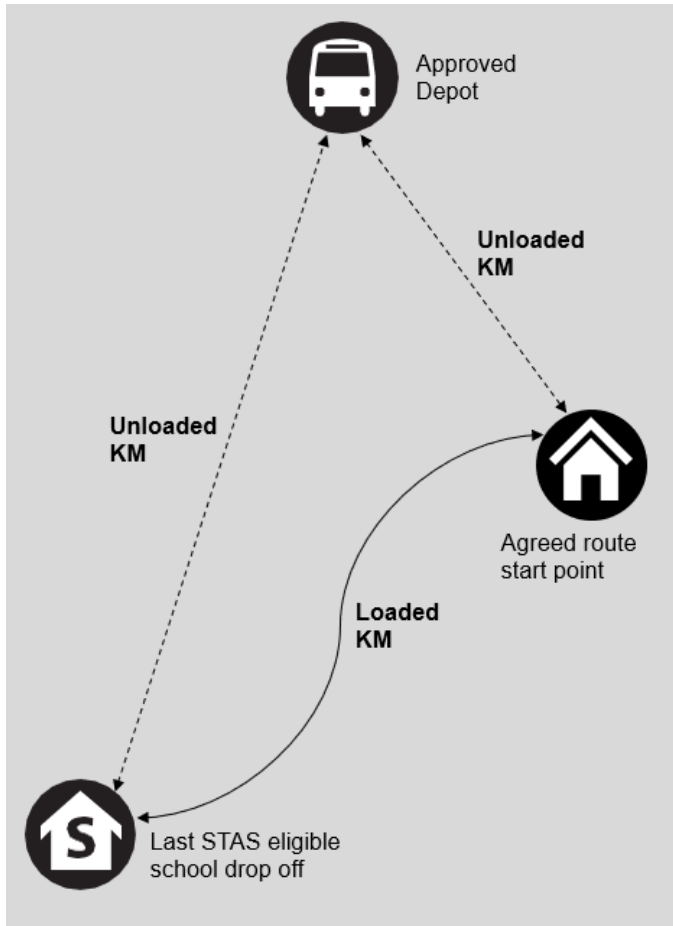 Approved
Depot
Unloaded
KM
Unloaded
KM
Agreed route
start point
Loaded
KM
S
Last STAS eligible
school drop off